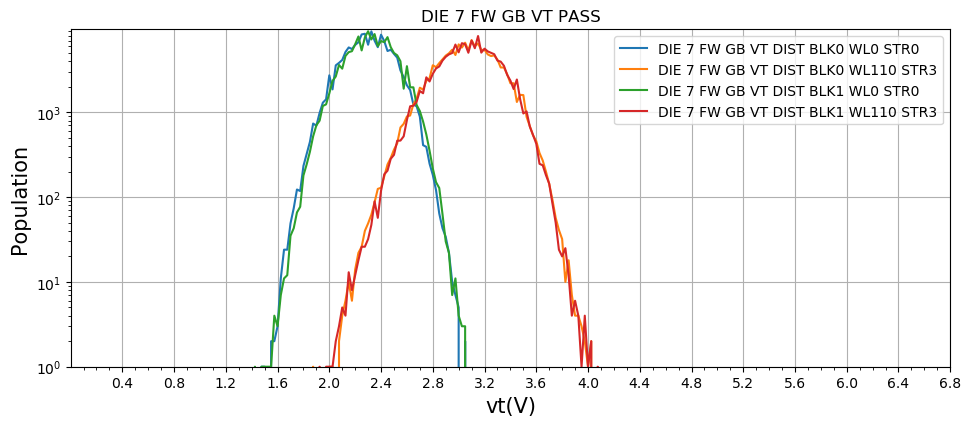 DIE 7 FW GB VT PASS
DIE 7 FW GB VT DIST BLK0 WL0 STR0
DIE 7 FW GB VT DIST BLK0 WL110 STR3
DIE 7 FW GB VT DIST BLK1 WL0 STR0
DIE 7 FW GB VT DIST BLK1 WL110 STR3
Population
10³
10²
10¹
10⁰
0.4 0.8 1.2 1.6 2.0 2.4 2.8 3.2 3.6 4.0 4.4 4.8 5.2 5.6 6.0 6.4 6.8
vt(V)